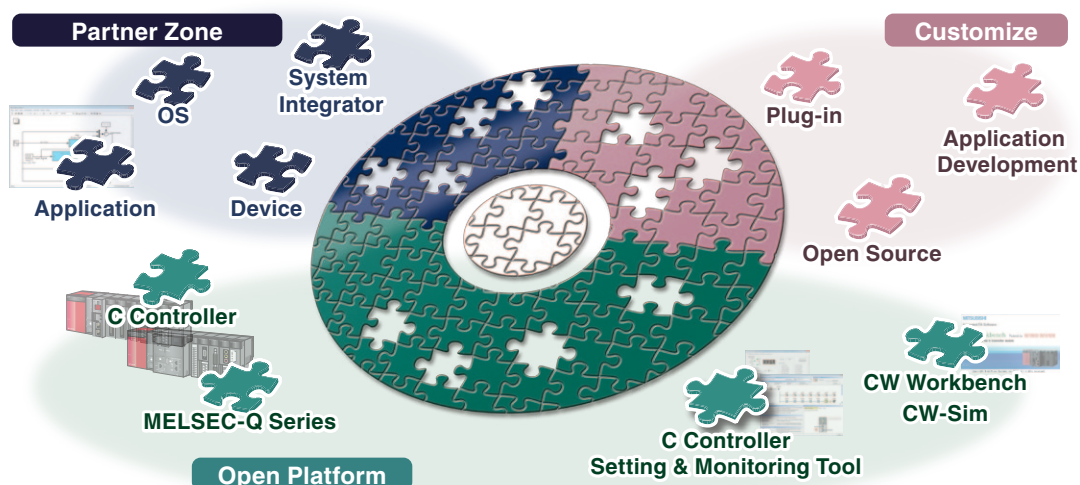 Partner Zone
Customize
System
Integrator
OS
Plug-in
Application
Development
Application
Device
Open Source
C Controller
MELSEC-Q Series
CW Workbench
CW-Sim
C Controller
Setting & Monitoring Tool
Open Platform